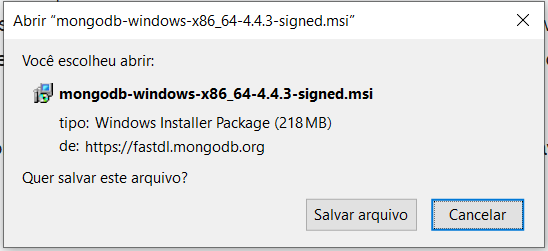 Abrir “mongodb-windows-x86_64-4.4.3-signed.msi”
Você escolheu abrir:
mongodb-windows-x86_64-4.4.3-signed.msi
tipo: Windows Installer Package (218 MB)
de: https://fastdl.mongodb.org
Quer salvar este arquivo?
Salvar arquivo
Cancelar